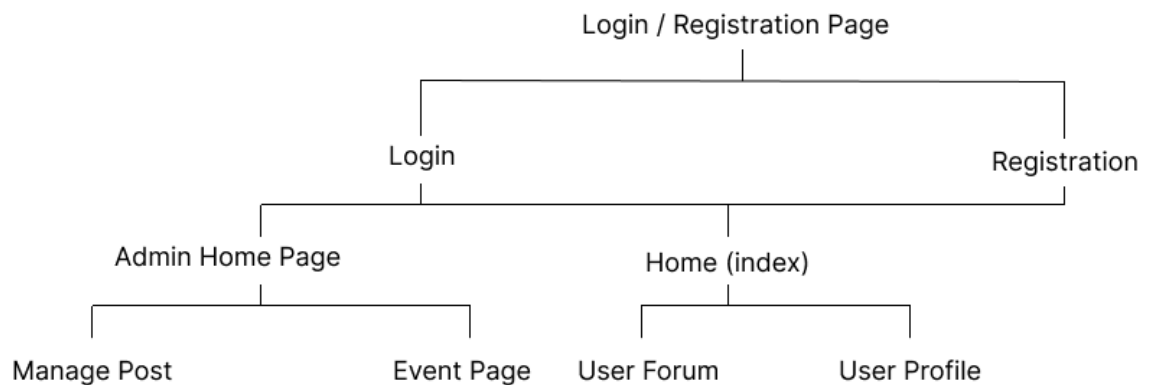 Login / Registration Page
Login
Registration
Admin Home Page
Home (index)
Manage Post
Event Page
User Forum
User Profile